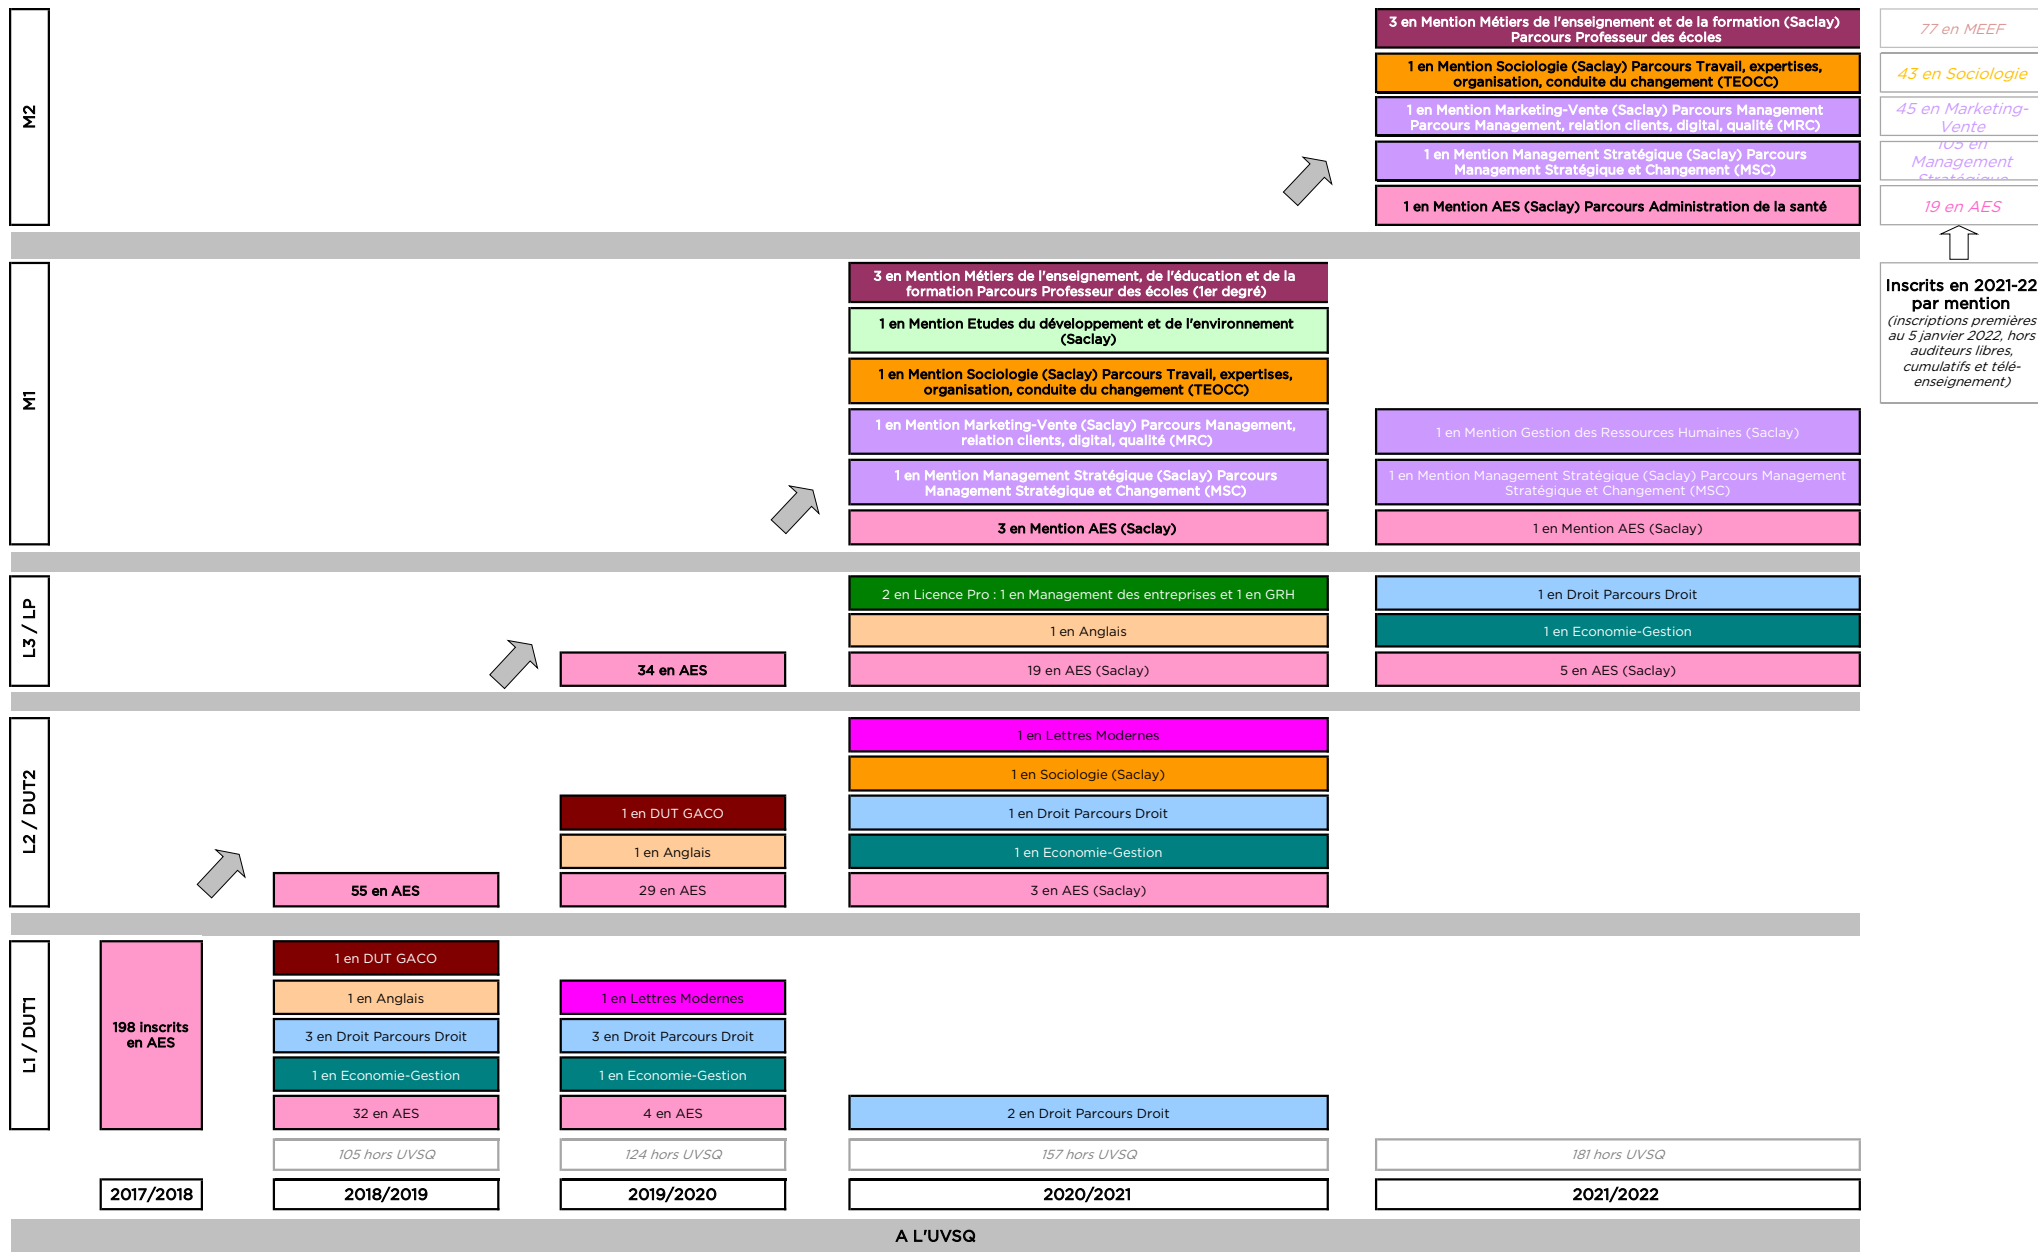 M2
3 en Mention Métiers de l'enseignement et de la formation (Saclay)
Parcours Professeur des écoles
77 en MEEF
1 en Mention Sociologie (Saclay) Parcours Travail, expertises,
organisation, conduite du changement (TEOCC)
43 en Sociologie
1 en Mention Marketing-Vente (Saclay) Parcours Management
Parcours Management, relation clients, digital, qualité (MRC)
45 en Marketing-
Vente
1 en Mention Management Stratégique (Saclay) Parcours
Management Stratégique et Changement (MSC)
105 en
Management
Stratégique
1 en Mention AES (Saclay) Parcours Administration de la santé
19 en AES
M1
3 en Mention Métiers de l'enseignement, de l'éducation et de la
formation Parcours Professeur des écoles (1er degré)
1 en Mention Etudes du développement et de l'environnement
(Saclay)
1 en Mention Sociologie (Saclay) Parcours Travail, expertises,
organisation, conduite du changement (TEOCC)
1 en Mention Marketing-Vente (Saclay) Parcours Management,
relation clients, digital, qualité (MRC)
1 en Mention Management Stratégique (Saclay) Parcours
Management Stratégique et Changement (MSC)
3 en Mention AES (Saclay)
1 en Mention Gestion des Ressources Humaines (Saclay)
1 en Mention Management Stratégique (Saclay) Parcours Management
Stratégique et Changement (MSC)
1 en Mention AES (Saclay)
Inscrits en 2021-22
par mention
(inscriptions premières
au 5 janvier 2022, hors
auditeurs libres,
cumulatifs et télé-
enseignement)
L3 / LP
34 en AES
2 en Licence Pro : 1 en Management des entreprises et 1 en GRH
1 en Anglais
19 en AES (Saclay)
1 en Droit Parcours Droit
1 en Economie-Gestion
5 en AES (Saclay)
L2 / DUT2
55 en AES
1 en DUT GACO
1 en Anglais
29 en AES
1 en Lettres Modernes
1 en Sociologie (Saclay)
1 en Droit Parcours Droit
1 en Economie-Gestion
3 en AES (Saclay)
L1 / DUT1
198 inscrits
en AES
1 en DUT GACO
1 en Anglais
3 en Droit Parcours Droit
1 en Economie-Gestion
32 en AES
1 en Lettres Modernes
3 en Droit Parcours Droit
1 en Economie-Gestion
4 en AES
2 en Droit Parcours Droit
105 hors UVSQ
124 hors UVSQ
157 hors UVSQ
181 hors UVSQ
2017/2018
2018/2019
2019/2020
2020/2021
2021/2022
A L'UVSQ